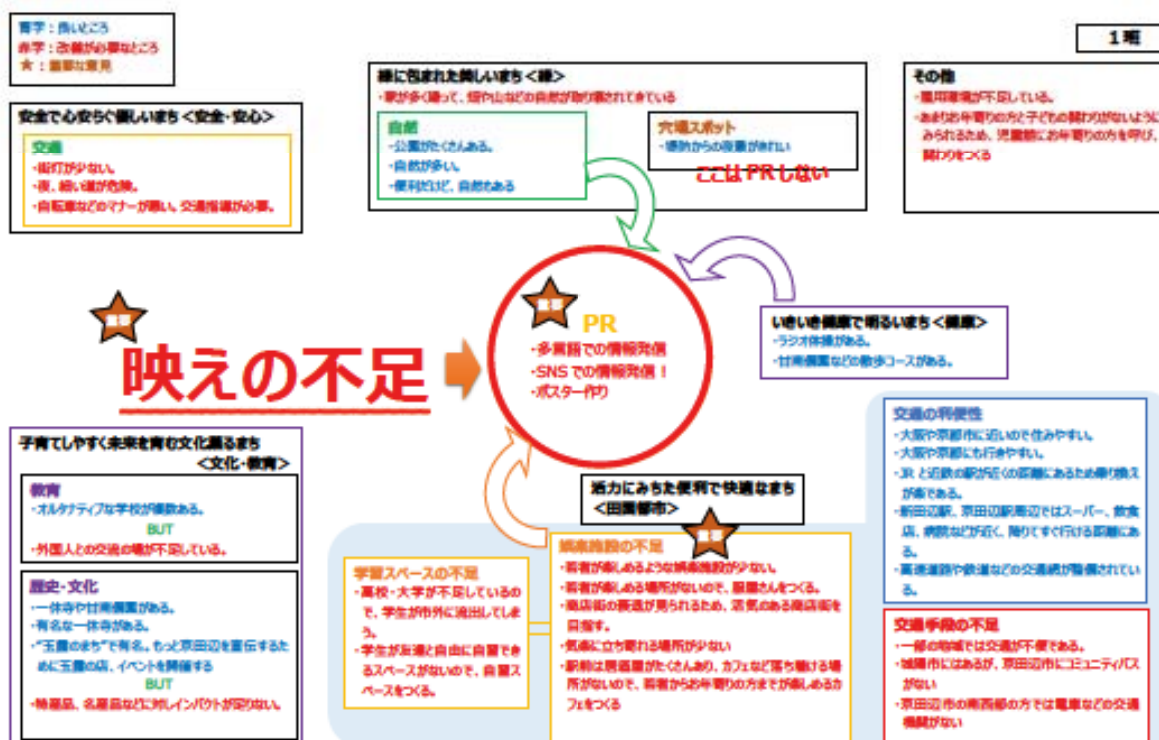 青字：良いところ
赤字：改善が必要なところ
★：重要な意見
1班
安全で心安らぐ優しいまち＜安全・安心＞
交通
・街灯が少ない。
・夜、細い道が危険。
・自転車などのマナーが悪い。交通指導が必要。
緑に包まれた美しいまち＜緑＞
・家が多く建って、畑や山などの自然が取り壊されてきている
自然
・公園がたくさんある。
・自然が多い。
・便利だけど、自然もある
穴場スポット
・堤防からの夜景がきれい
ここは PR しない
その他
・雇用環境が不足している。
・あまりお年寄りの方と子どもの関わりがないように
みられるため、児童館にお年寄りの方を呼び、
関わりをつくる
重要
映えの不足
重要
PR
・多言語での情報発信
・SNS での情報発信！
・ポスター作り
いきいき健康で明るいまち＜健康＞
・ラジオ体操がある。
・甘南備園などの散歩コースがある。
子育てしやすく未来を育む文化薫るまち
＜文化・教育＞
教育
・オルタナティブな学校が複数ある。
BUT
・外国人との交流の場が不足している。
歴史・文化
・一休寺や甘南備園がある。
・有名な一休寺がある。
・“玉露のまち”で有名。もっと京田辺を宣伝するた
めに玉露の店、イベントを開催する
BUT
・特産品、名産品などに対しインパクトが足りない。
活力にみちた便利で快適なまち
＜田園都市＞
学習スペースの不足
・高校・大学が不足しているの
で、学生が市外に流出してしま
う。
・学生が友達と自由に自習でき
るスペースがないので、自習ス
ペースをつくる。
重要
娯楽施設の不足
・若者が楽しめるような娯楽施設が少ない。
・若者が楽しめる場所がないので、服屋さんをつくる。
・商店街の衰退が見られるため、活気のある商店街を
目指す。
・気楽に立ち寄れる場所が少ない
・駅前は居酒屋がたくさんあり、カフェなど落ち着ける場
所がないので、若者からお年寄りの方までが楽しめるカ
フェをつくる
交通の利便性
・大阪や京都市に近いので住みやすい。
・大阪や京都にも行きやすい。
・JR と近鉄の駅が近くの距離にあるため乗り換え
が楽である。
・新田辺駅、京田辺駅周辺ではスーパー、飲食
店、病院などが近く、降りてすぐ行ける距離にあ
る。
・高速道路や鉄道などの交通網が整備されてい
る。
交通手段の不足
・一部の地域では交通が不便である。
・城陽市にはあるが、京田辺市にコミュニティバス
がない
・京田辺市の南西部の方では電車などの交通
機関がない